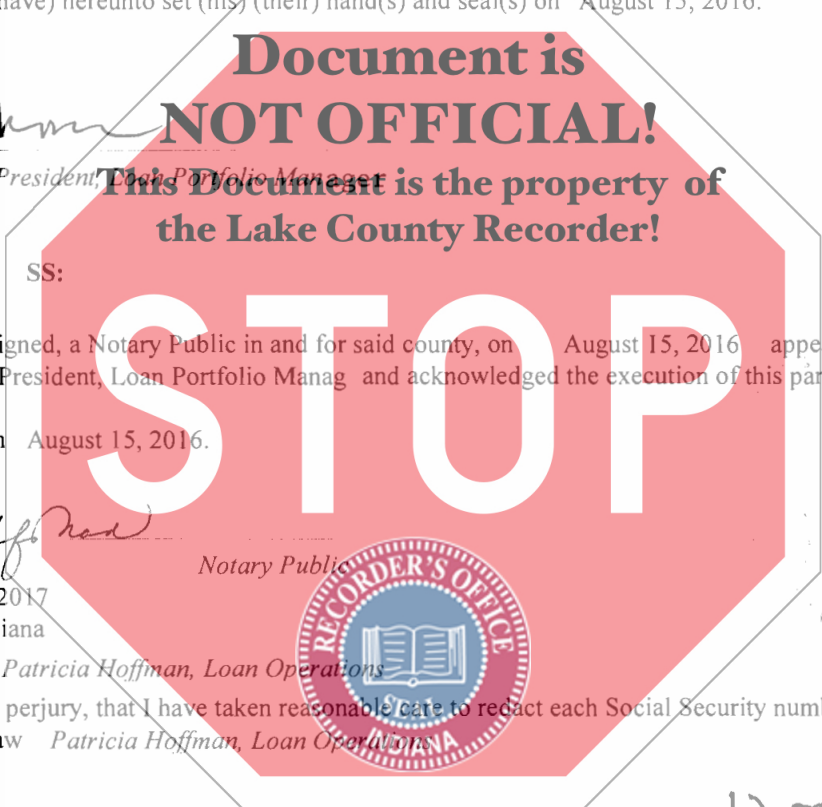 have) hereunto set (his) (their) hand(s) and seal(s) on August 15, 2016.
Document is
NOT OFFICIAL!
President, Loan Portfolio Manager
This Document is the property of
the Lake County Recorder!
SS:
STOP
igned, a Notary Public in and for said county, on August 15, 2016 appe
President, Loan Portfolio Manag and acknowledged the execution of this par
August 15, 2016.
Notary Public
2017
iana
RECORDER'S OFFICE
SEAL
INDIANA
Patricia Hoffman, Loan Operations
perjury, that I have taken reasonable care to redact each Social Security num
w Patricia Hoffman, Loan Operations